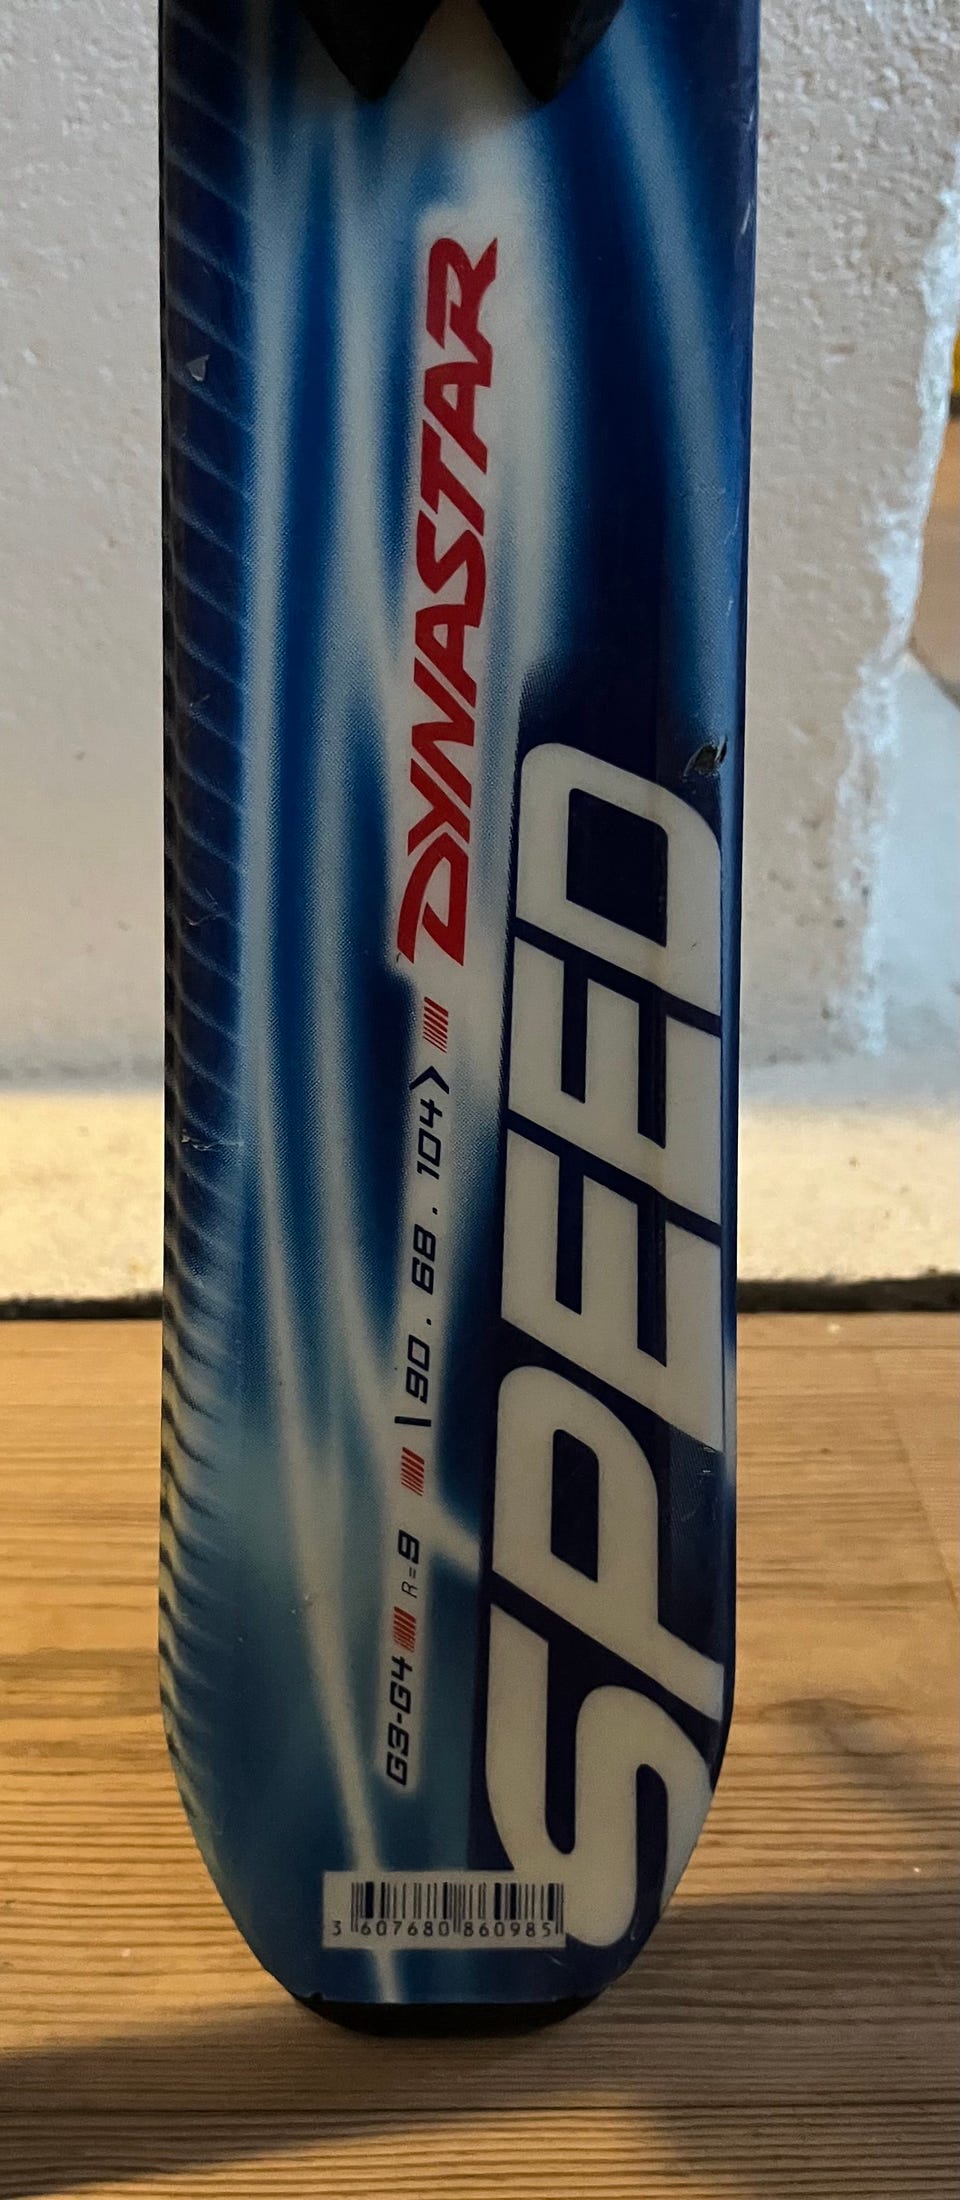 DYNASTAR
SPEED
G3-G4 R=9 \ 90 . 68 . 104 >
3 607680 860985